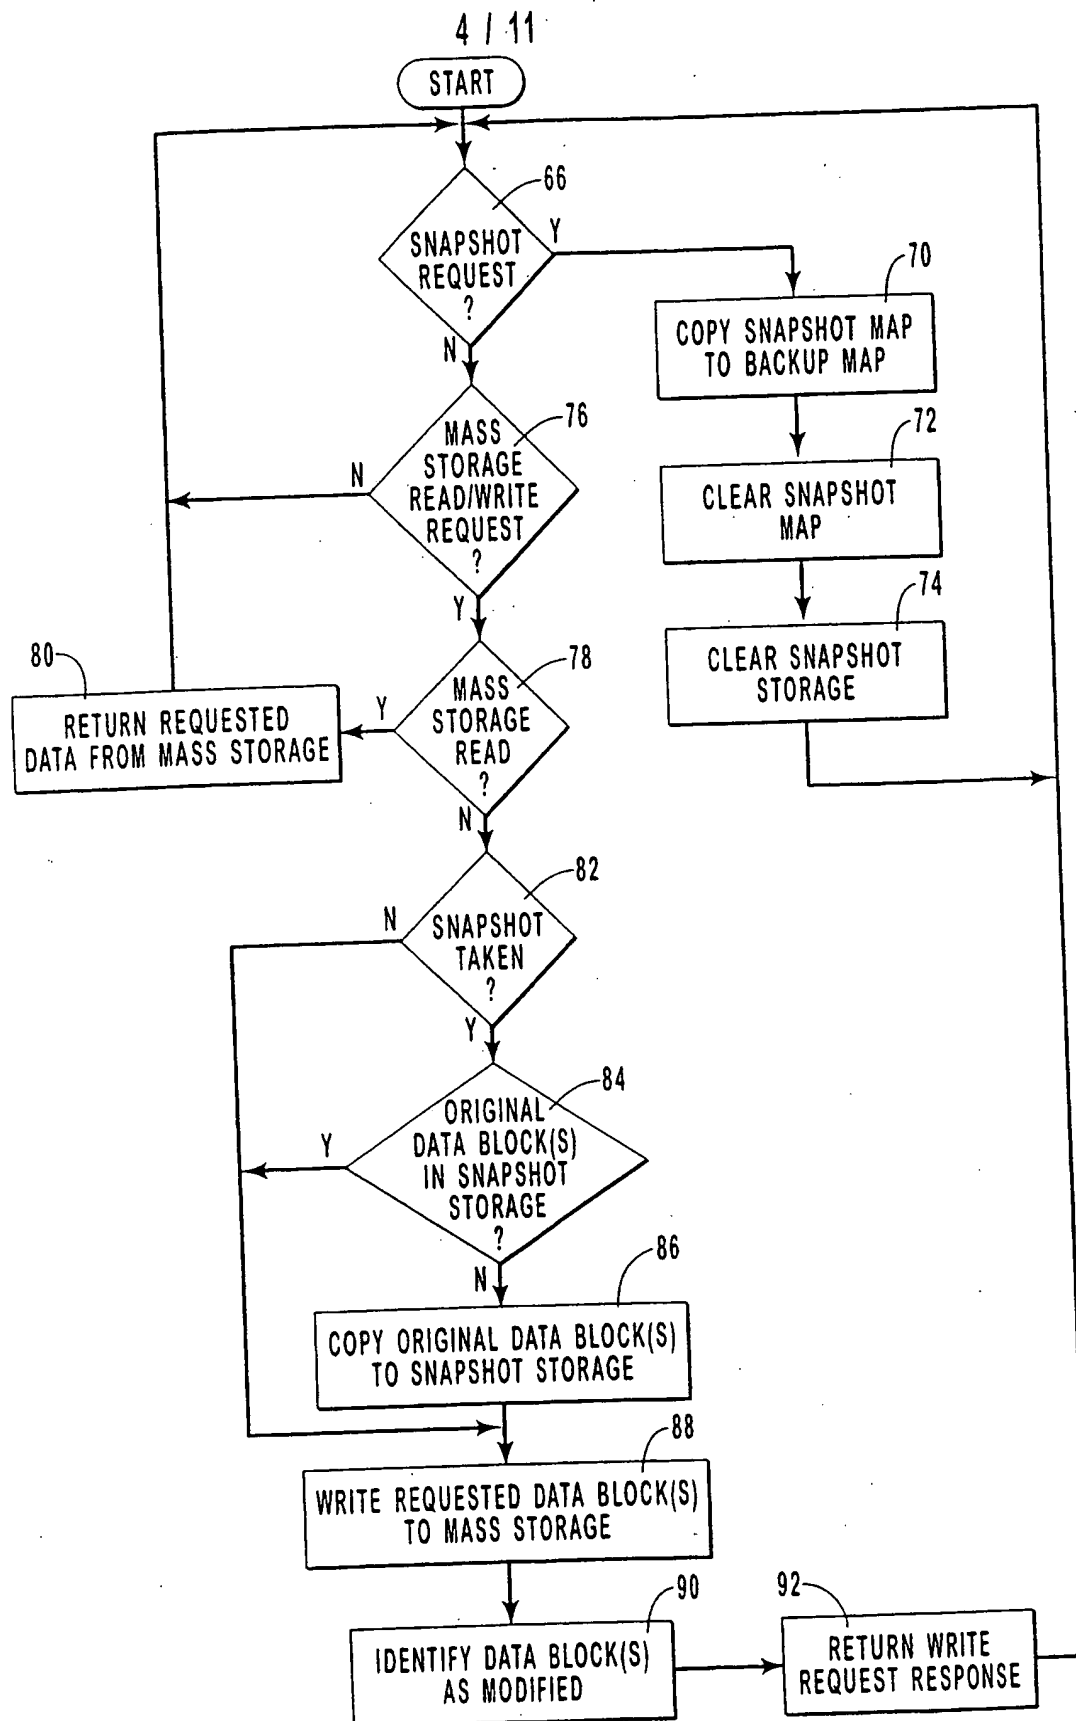 4 / 11
START
66
SNAPSHOT
REQUEST
?
Y
N
70
COPY SNAPSHOT MAP
TO BACKUP MAP
76
MASS
STORAGE
READ/WRITE
REQUEST
?
N
Y
72
CLEAR SNAPSHOT
MAP
74
CLEAR SNAPSHOT
STORAGE
78
MASS
STORAGE
READ
?
Y
N
80
RETURN REQUESTED
DATA FROM MASS STORAGE
82
SNAPSHOT
TAKEN
?
N
Y
84
ORIGINAL
DATA BLOCK(S)
IN SNAPSHOT
STORAGE
?
Y
N
86
COPY ORIGINAL DATA BLOCK(S)
TO SNAPSHOT STORAGE
88
WRITE REQUESTED DATA BLOCK(S)
TO MASS STORAGE
90
IDENTIFY DATA BLOCK(S)
AS MODIFIED
92
RETURN WRITE
REQUEST RESPONSE